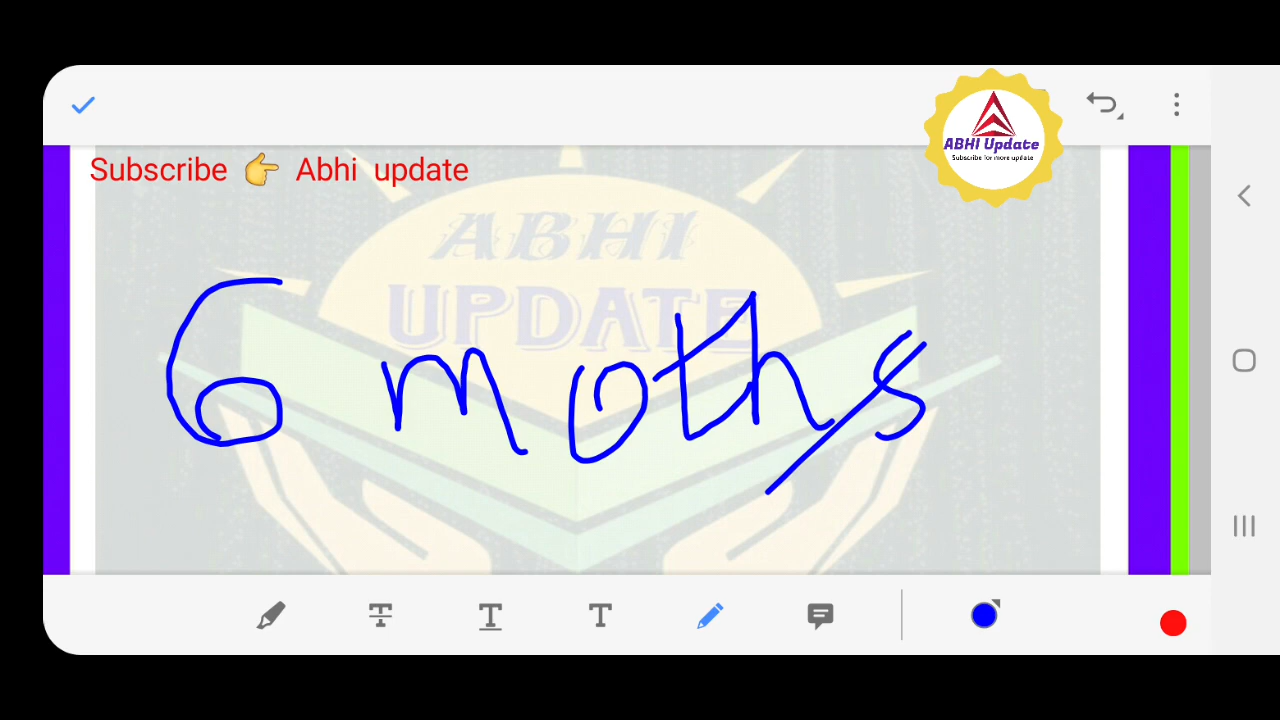 Subscribe 👉 Abhi update
ABHI Update
Subscribe for more update
ABHI
UPDATE
6 moths
T
T
T